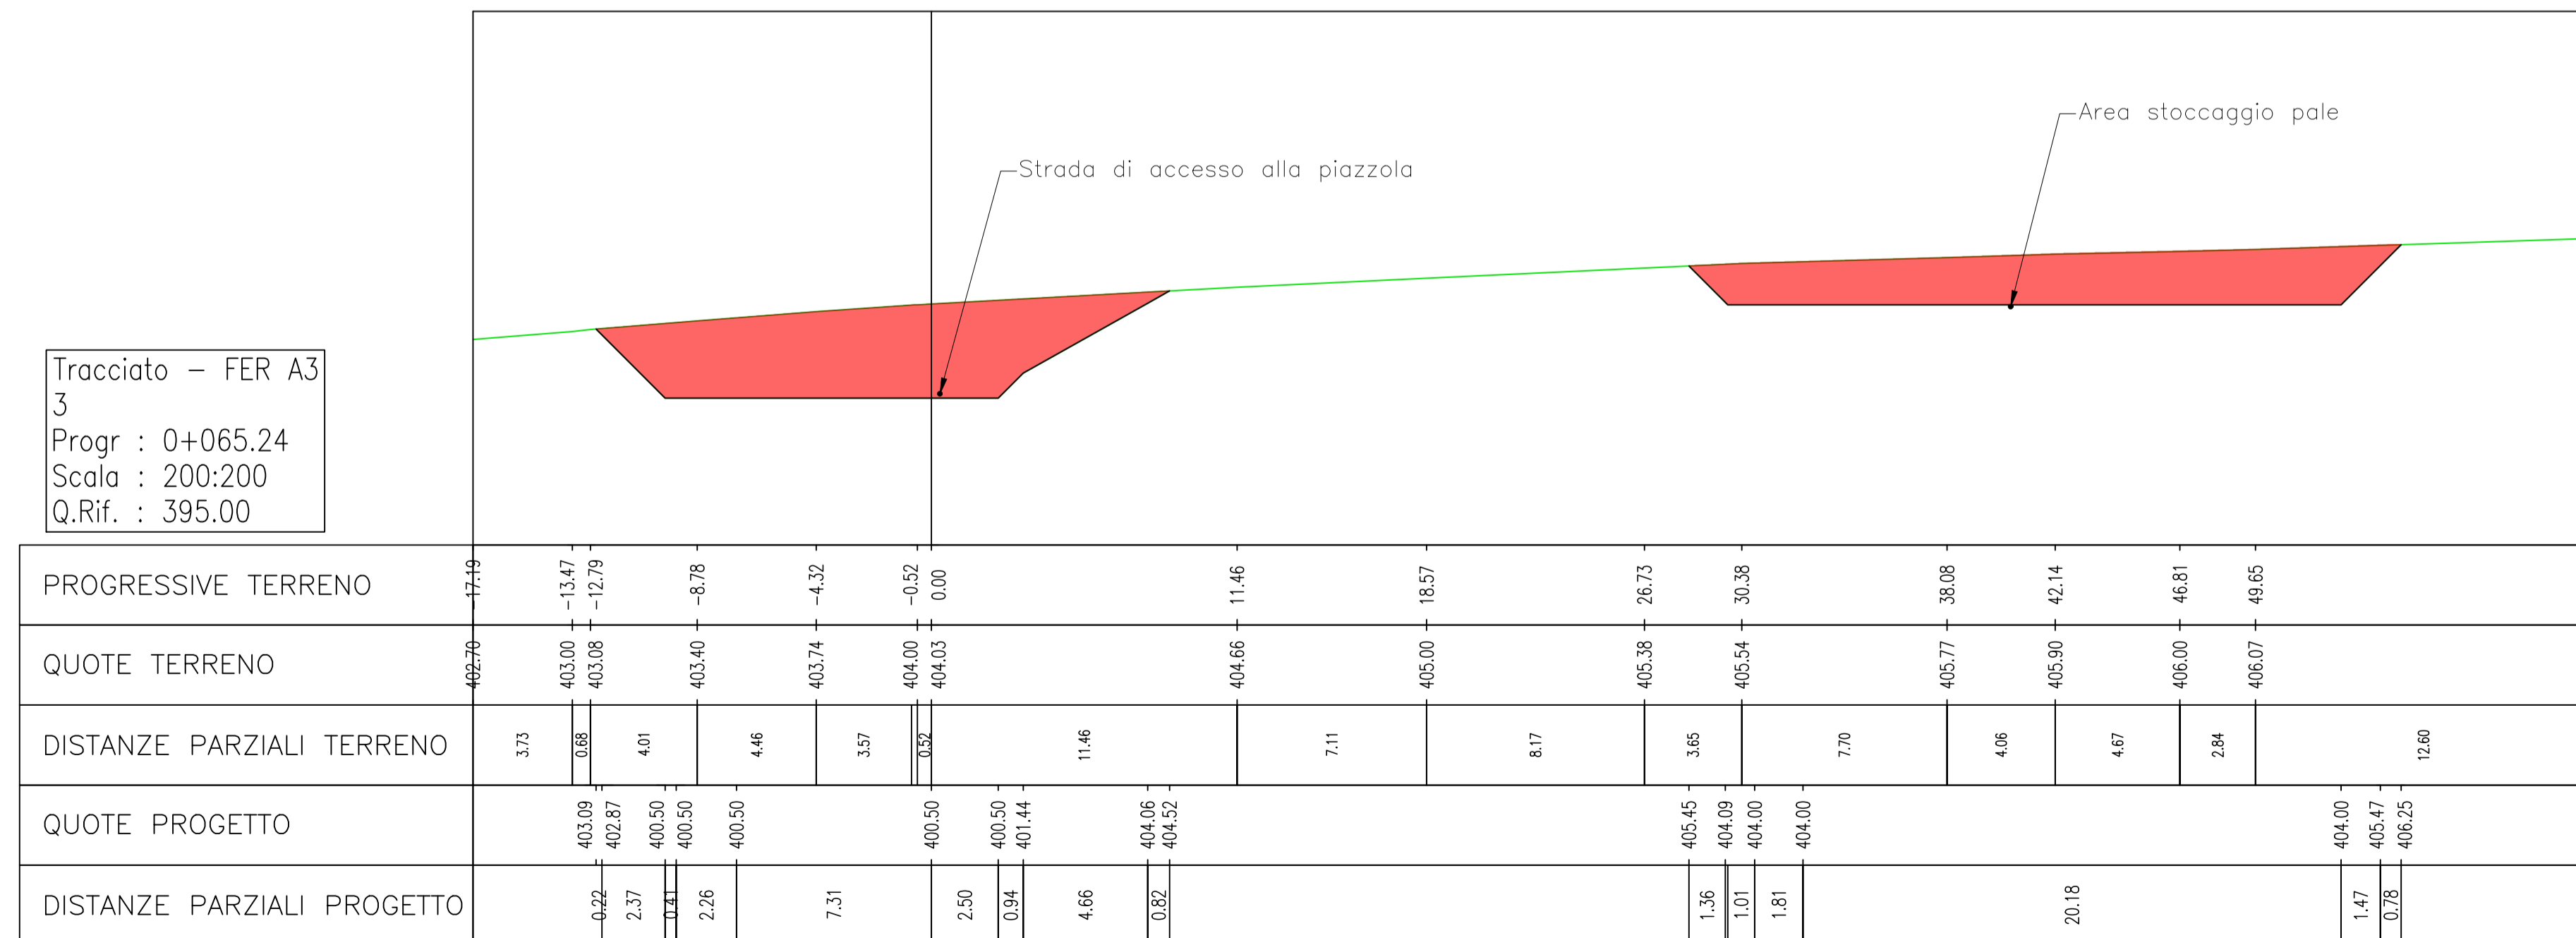 Area stoccaggio pale
Strada di accesso alla piazzola
Tracciato - FER A3
3
Progr : 0+065.24
Scala : 200:200
Q.Rif. : 395.00
PROGRESSIVE TERRENO -17.19 -13.47 -12.79 -8.78 -4.32 -0.52 0.00 11.46 18.57 26.73 30.38 38.08 42.14 46.81 49.65
QUOTE TERRENO 402.70 403.00 403.08 403.40 403.74 404.00 404.03 404.66 405.00 405.38 405.54 405.77 405.90 406.00 406.07
DISTANZE PARZIALI TERRENO 3.73 0.68 4.01 4.46 3.57 0.52 11.46 7.11 8.17 3.65 7.70 4.06 4.67 2.84 12.60
QUOTE PROGETTO 403.09 402.87 400.50 400.50 400.50 400.50 400.50 401.44 404.06 404.52 405.45 404.09 404.00 404.00 404.00 405.47 406.25
DISTANZE PARZIALI PROGETTO 0.22 2.37 0.41 2.26 7.31 2.50 0.94 4.66 0.82 1.36 1.01 1.81 20.18 1.47 0.78